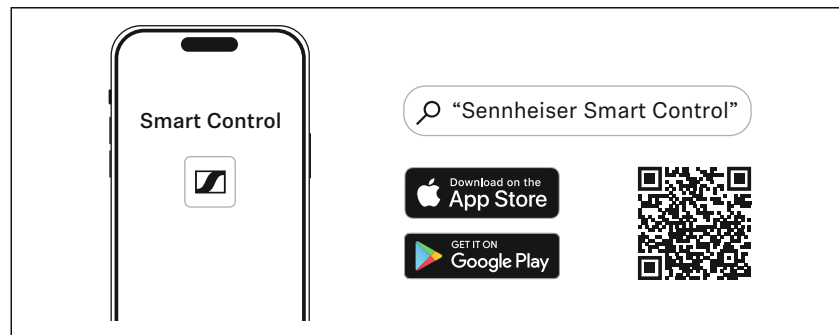 Smart Control
“Sennheiser Smart Control”
Download on the
App Store
GET IT ON
Google Play